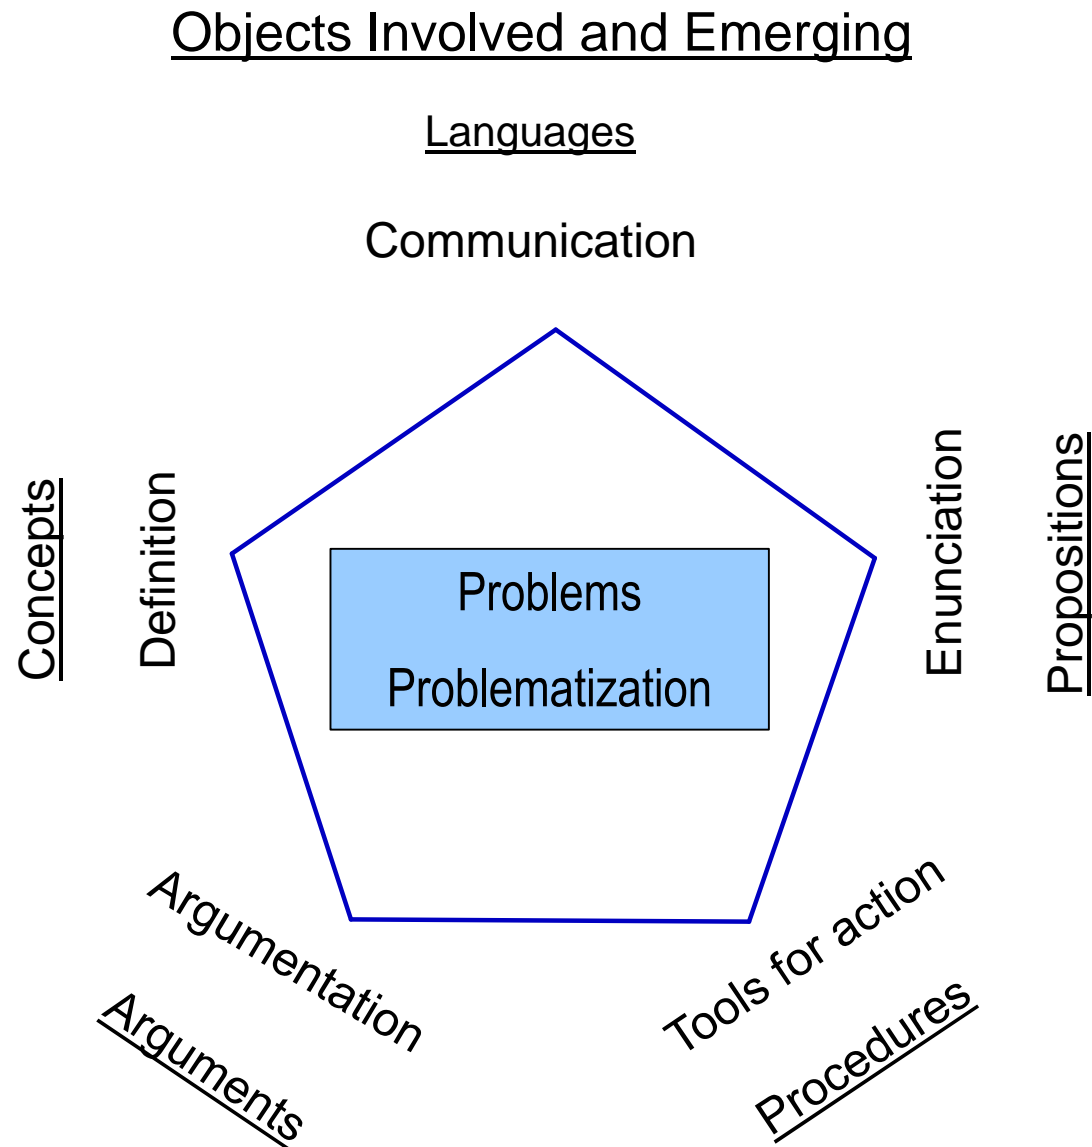 Objects Involved and Emerging
Languages
Communication
Concepts
Definition
Enunciation
Propositions
Problems
Problematization
Argumentation
Arguments
Tools for action
Procedures